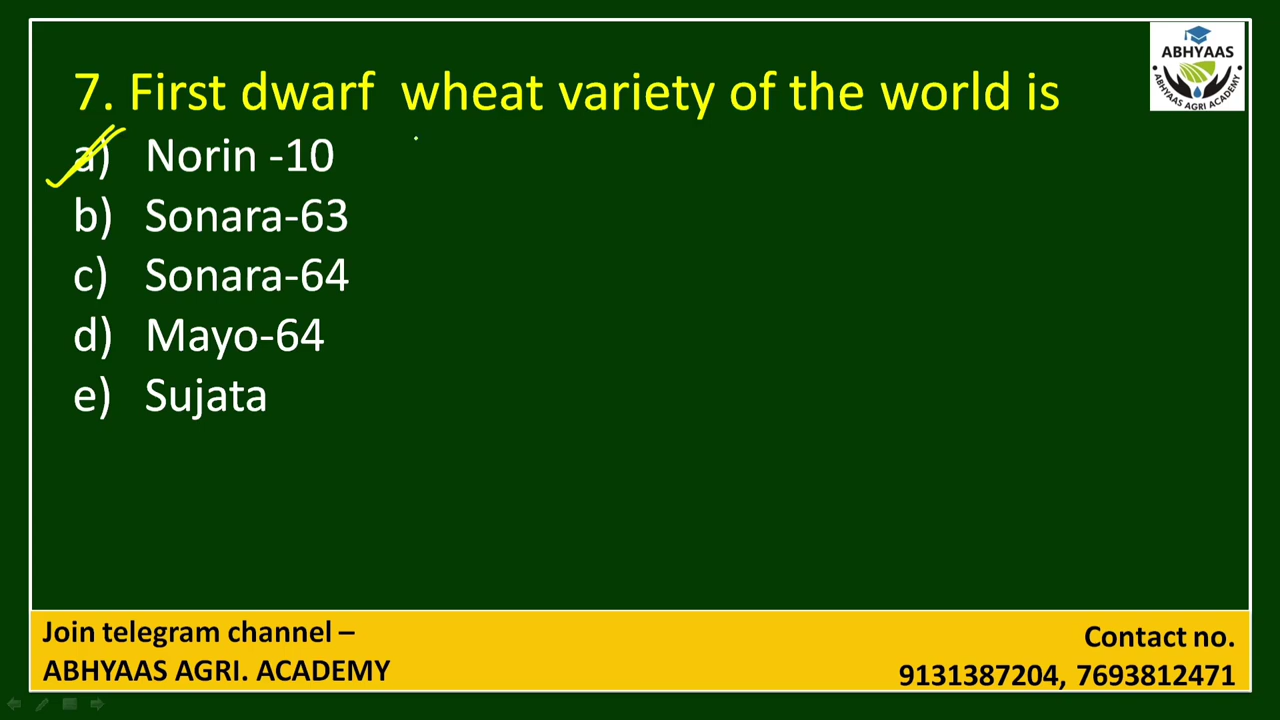 ABHYAAS
ABHYAAS AGRI ACADEMY
7. First dwarf wheat variety of the world is
a) Norin -10
b) Sonara-63
c) Sonara-64
d) Mayo-64
e) Sujata
Join telegram channel –
ABHYAAS AGRI. ACADEMY
Contact no.
9131387204, 7693812471